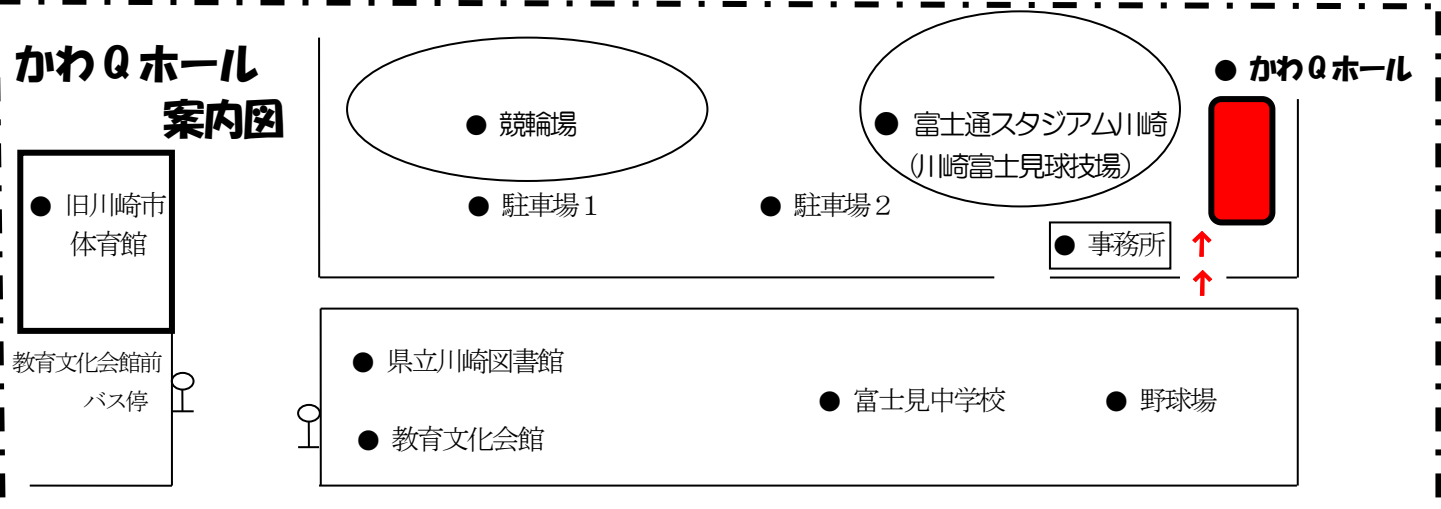 かわQホール
案内図
● かわQホール
● 競輪場
● 富士通スタジアム川崎
(川崎富士見球技場)
● 旧川崎市
体育館
● 駐車場1
● 駐車場2
● 事務所
↑
↑
教育文化会館前
バス停
● 県立川崎図書館
● 富士見中学校
● 野球場
● 教育文化会館